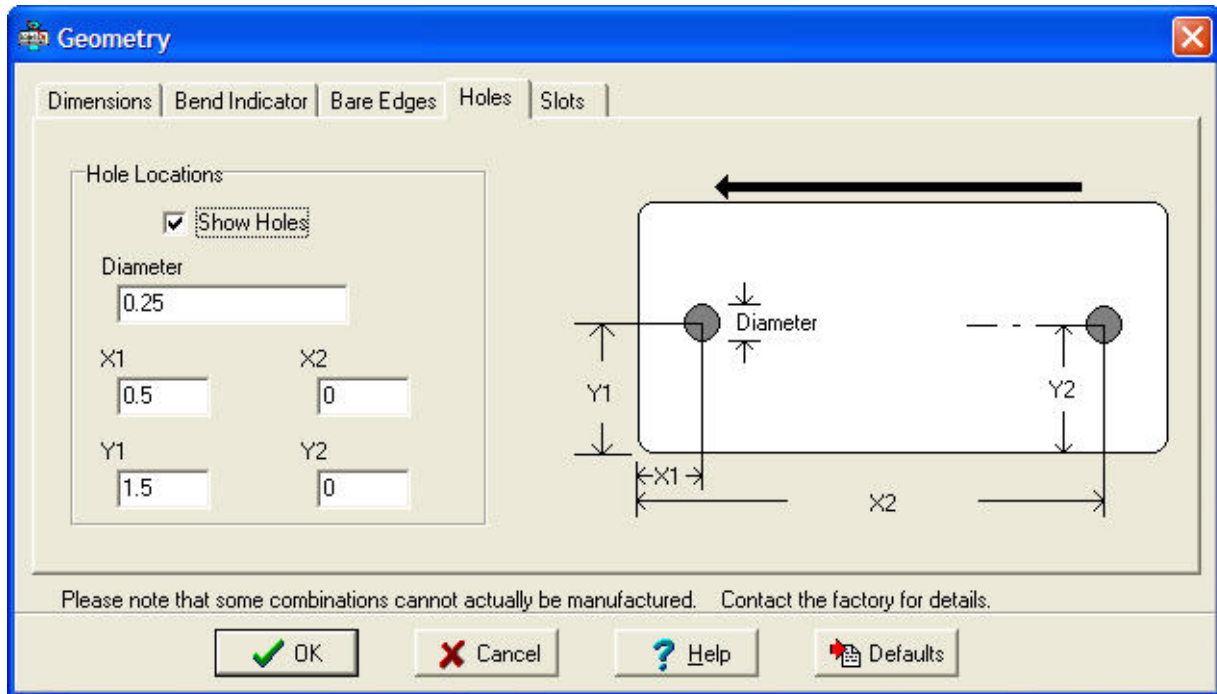 Geometry
Dimensions
Bend Indicator
Bare Edges
Holes
Slots
Hole Locations
Show Holes
Diameter
0.25
X1
X2
0.5
0
Y1
Y2
1.5
0
Diameter
Y1
Y2
X1
X2
Please note that some combinations cannot actually be manufactured. Contact the factory for details.
OK
Cancel
Help
Defaults